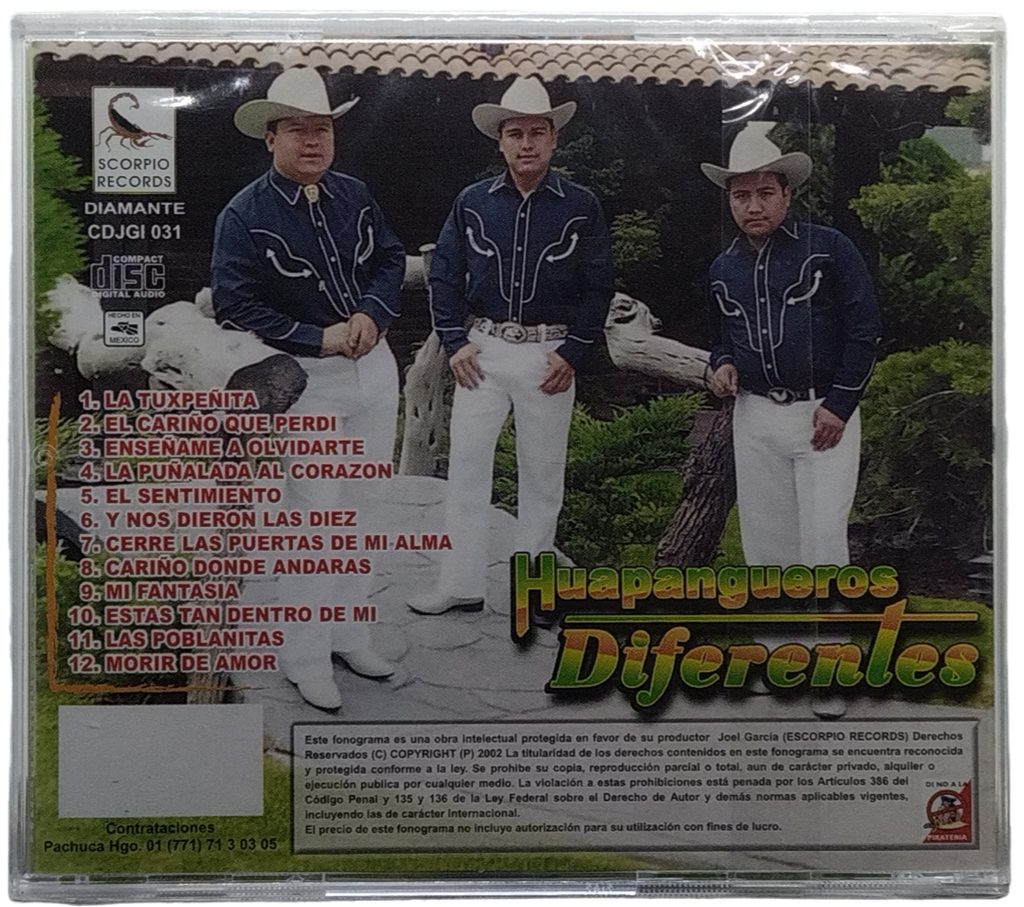 SCORPIO
RECORDS
DIAMANTE
CDJGI 031
COMPACT
disc
DIGITAL AUDIO
HECHO EN
MEXICO
1. LA TUXPEÑITA
2. EL CARIÑO QUE PERDI
3. ENSEÑAME A OLVIDARTE
4. LA PUÑALADA AL CORAZON
5. EL SENTIMIENTO
6. Y NOS DIERON LAS DIEZ
7. CERRE LAS PUERTAS DE MI ALMA
8. CARIÑO DONDE ANDARAS
9. MI FANTASIA
10. ESTAS TAN DENTRO DE MI
11. LAS POBLANITAS
12. MORIR DE AMOR
Huapangueros
Diferentes
Contrataciones
Pachuca Hgo. 01 (771) 71 3 03 05
Este fonograma es una obra intelectual protegida en favor de su productor Joel García (ESCORPIO RECORDS) Derechos
Reservados (C) COPYRIGHT (P) 2002 La titularidad de los derechos contenidos en este fonograma se encuentra reconocida
y protegida conforme a la ley. Se prohibe su copia, reproducción parcial o total, aun de carácter privado, alquiler o
ejecución publica por cualquier medio. La violación a estas prohibiciones está penada por los Artículos 386 del
Código Penal y 135 y 136 de la Ley Federal sobre el Derecho de Autor y demás normas aplicables vigentes,
incluyendo las de carácter Internacional.
El precio de este fonograma no incluye autorización para su utilización con fines de lucro.
DI NO A LA
PIRATERIA